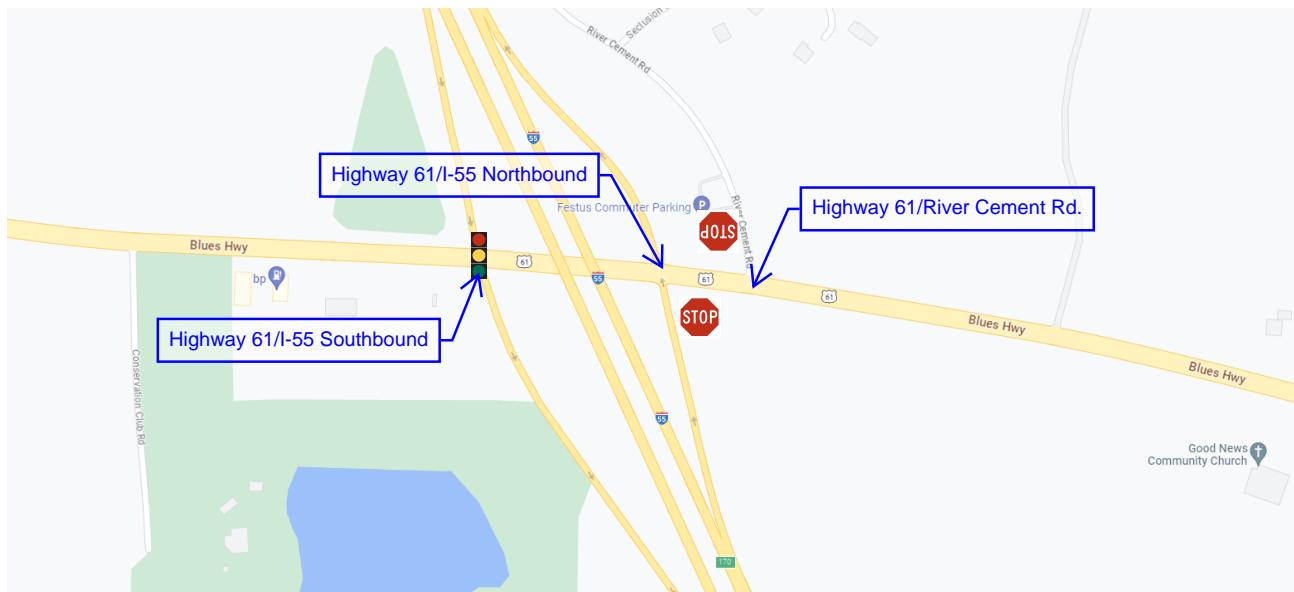 Seclusion
River Cement Rd
55
Highway 61/I-55 Northbound
Festus Commuter Parking
P
River Cement Rd
Highway 61/River Cement Rd.
STOP
Blues Hwy
61
bp
55
61
61
STOP
Blues Hwy
Highway 61/I-55 Southbound
Conservation Club Rd
Blues Hwy
55
Good News
Community Church
170